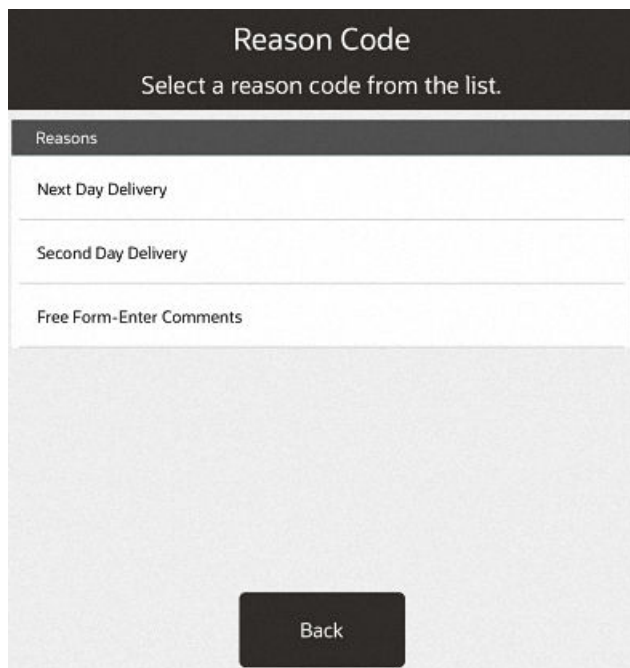 Reason Code
Select a reason code from the list.
Reasons
Next Day Delivery
Second Day Delivery
Free Form-Enter Comments
Back